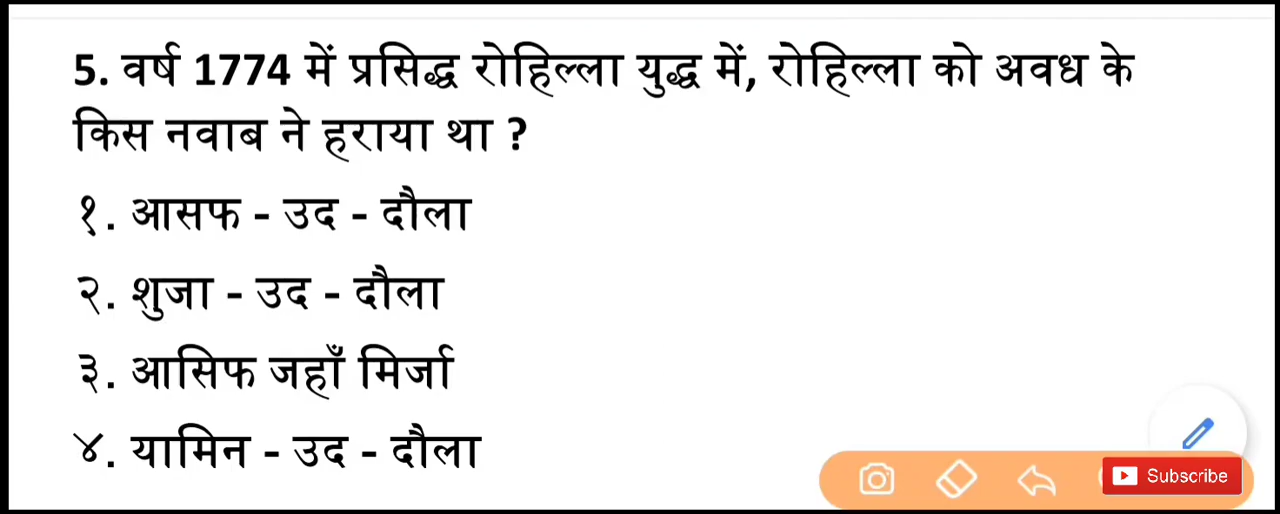 5. वर्ष 1774 में प्रसिद्ध रोहिल्ला युद्ध में, रोहिल्ला को अवध के
किस नवाब ने हराया था ?
१. आसफ - उद - दौला
२. शुजा - उद - दौला
३. आसिफ जहाँ मिर्जा
४. यामिन - उद - दौला
Subscribe